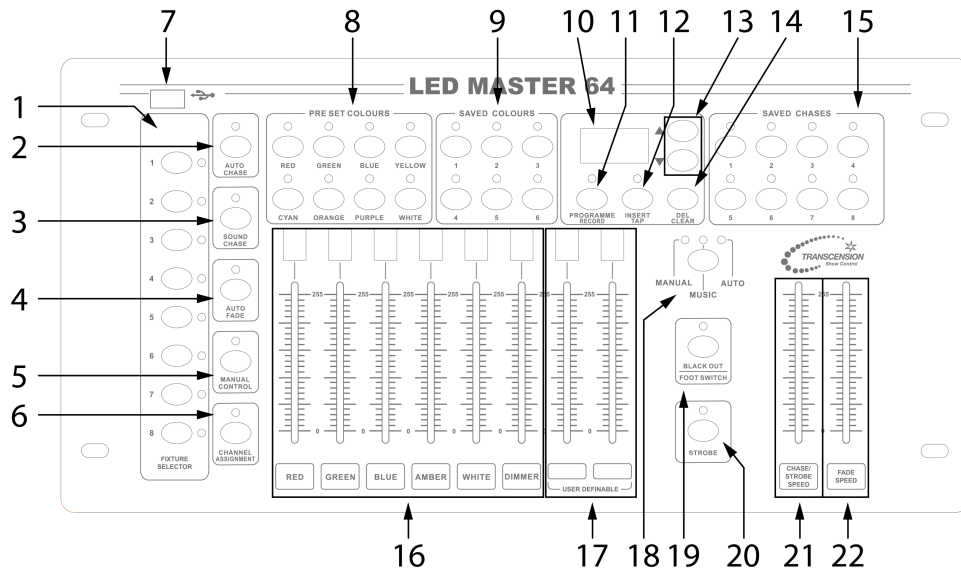 7
8
9
10
11
12
13
14
15
LED MASTER 64
1
2
3
4
5
6
1
2
3
4
5
6
7
8
FIXTURE
SELECTOR
AUTO
CHASE
SOUND
CHASE
AUTO
FADE
MANUAL
CONTROL
CHANNEL
ASSIGNMENT
PRE SET COLOURS
RED GREEN BLUE YELLOW
CYAN ORANGE PURPLE WHITE
SAVED COLOURS
1 2 3
4 5 6
PROGRAMME
RECORD
INSERT
TAP
DEL
CLEAR
SAVED CHASES
1 2 3 4
5 6 7 8
255 255 255 255 255 255 255
0 0 0 0 0 0 0
RED GREEN BLUE AMBER WHITE DIMMER
USER DEFINABLE
MANUAL
MUSIC
AUTO
BLACK OUT
FOOT SWITCH
STROBE
TRANSCENSION
Show Control
255
0
CHASE/
STROBE
SPEED
FADE
SPEED
16
17
18
19
20
21
22